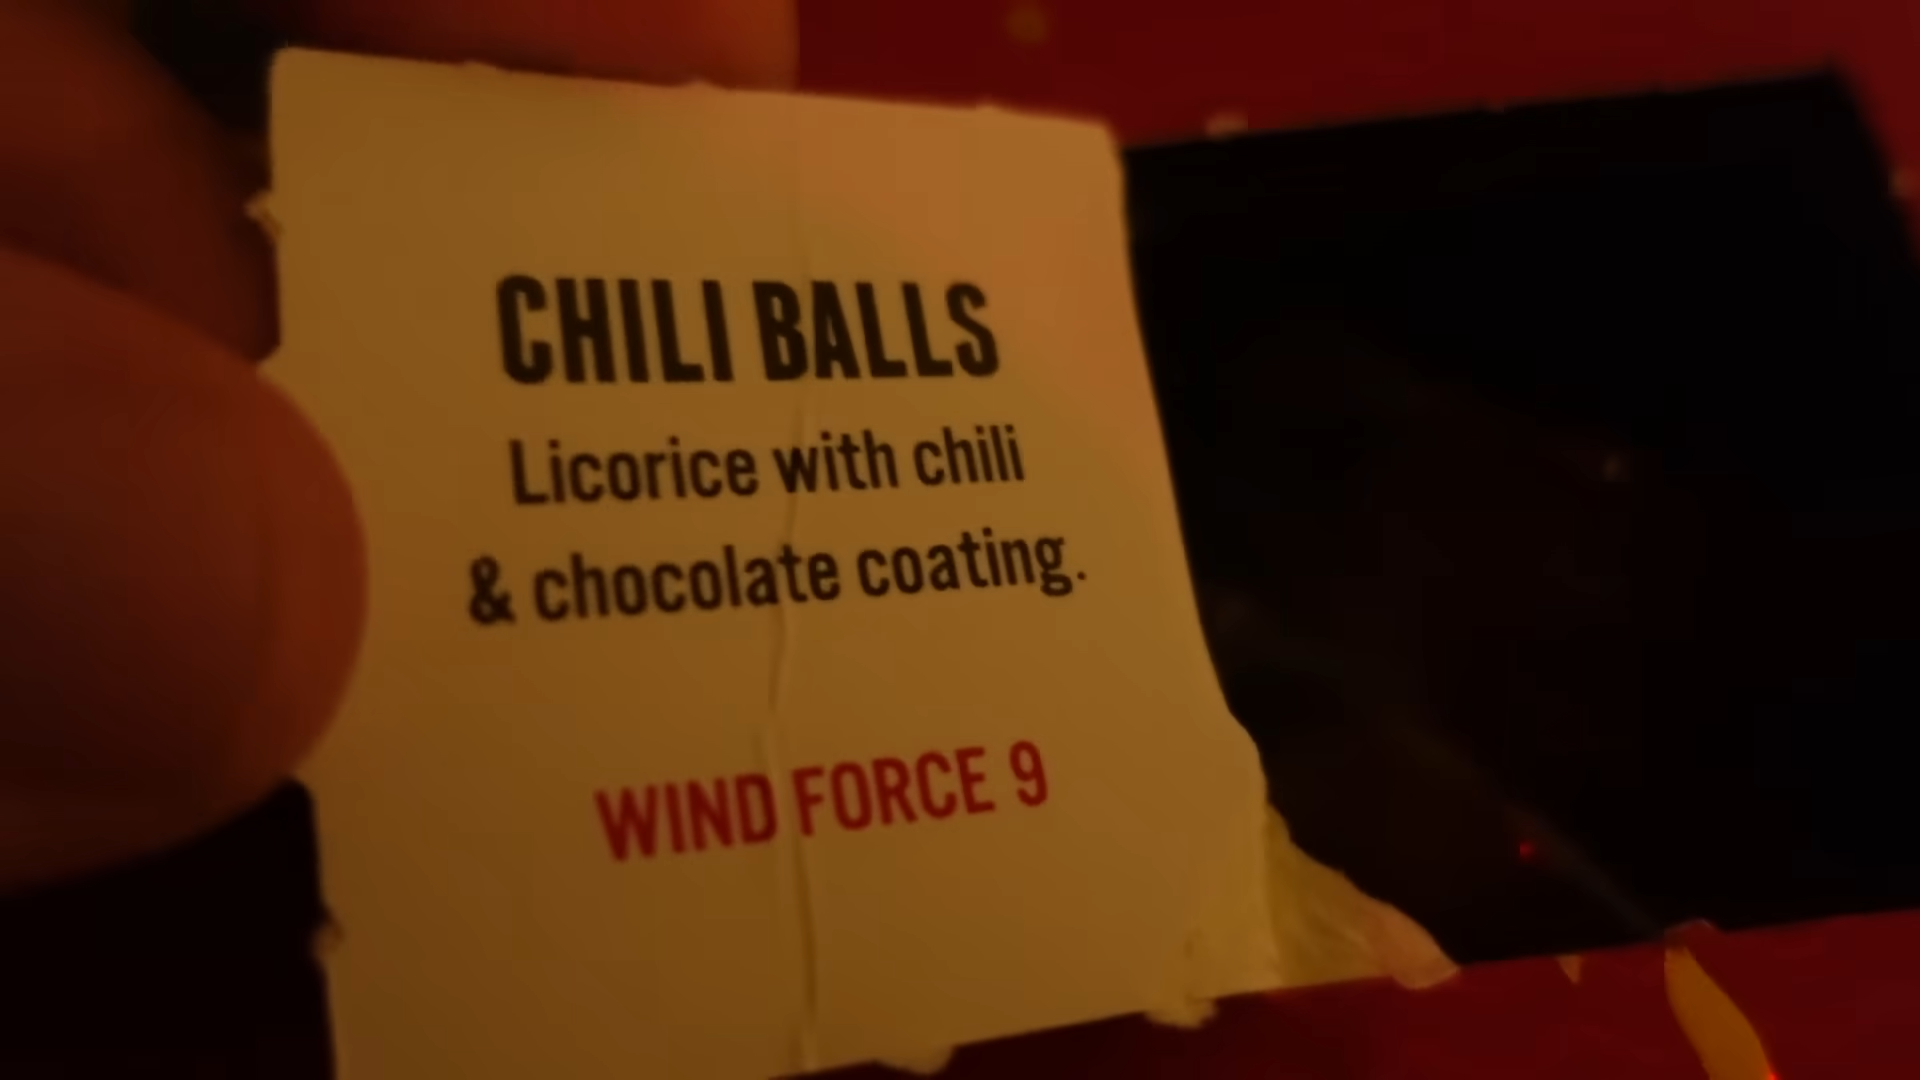 CHILI BALLS
Licorice with chili
& chocolate coating.
WIND FORCE 9